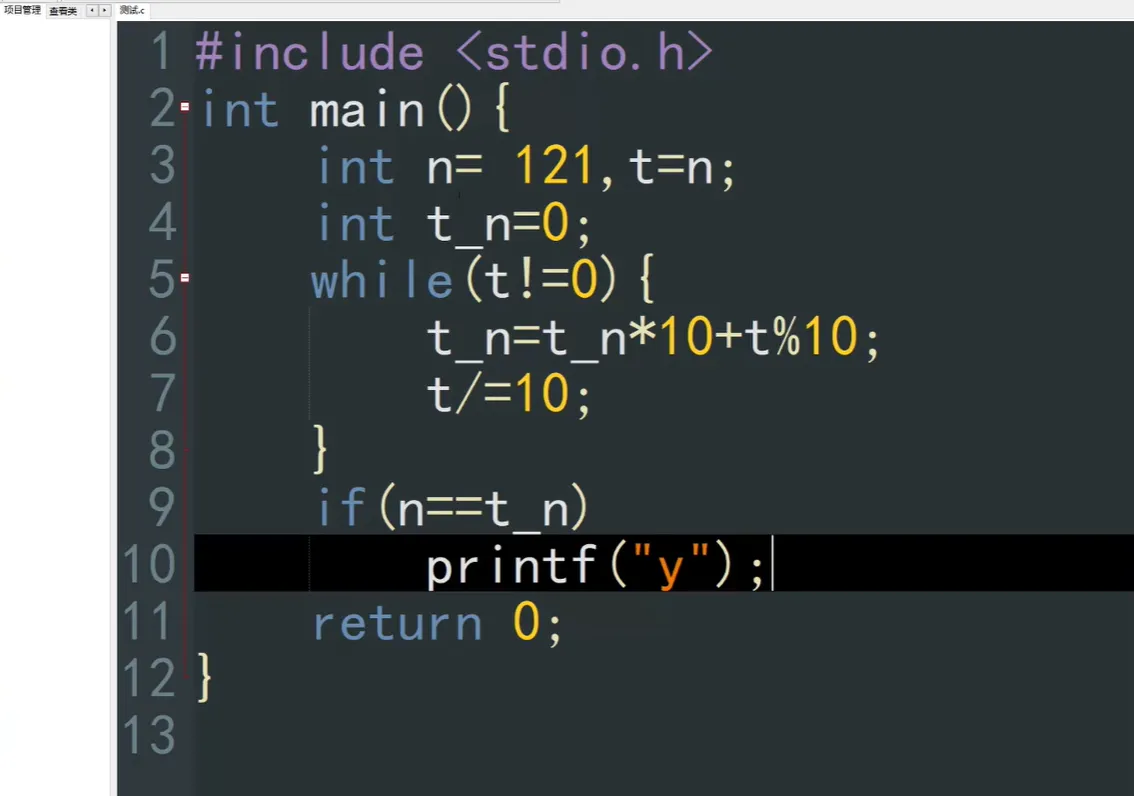 项目管理 查看类 测试.c
1 #include <stdio.h>
2 int main(){
3 int n= 121,t=n;
4 int t_n=0;
5 while(t!=0){
6 t_n=t_n*10+t%10;
7 t/=10;
8 }
9 if(n==t_n)
10 printf("y");
11 return 0;
12 }
13